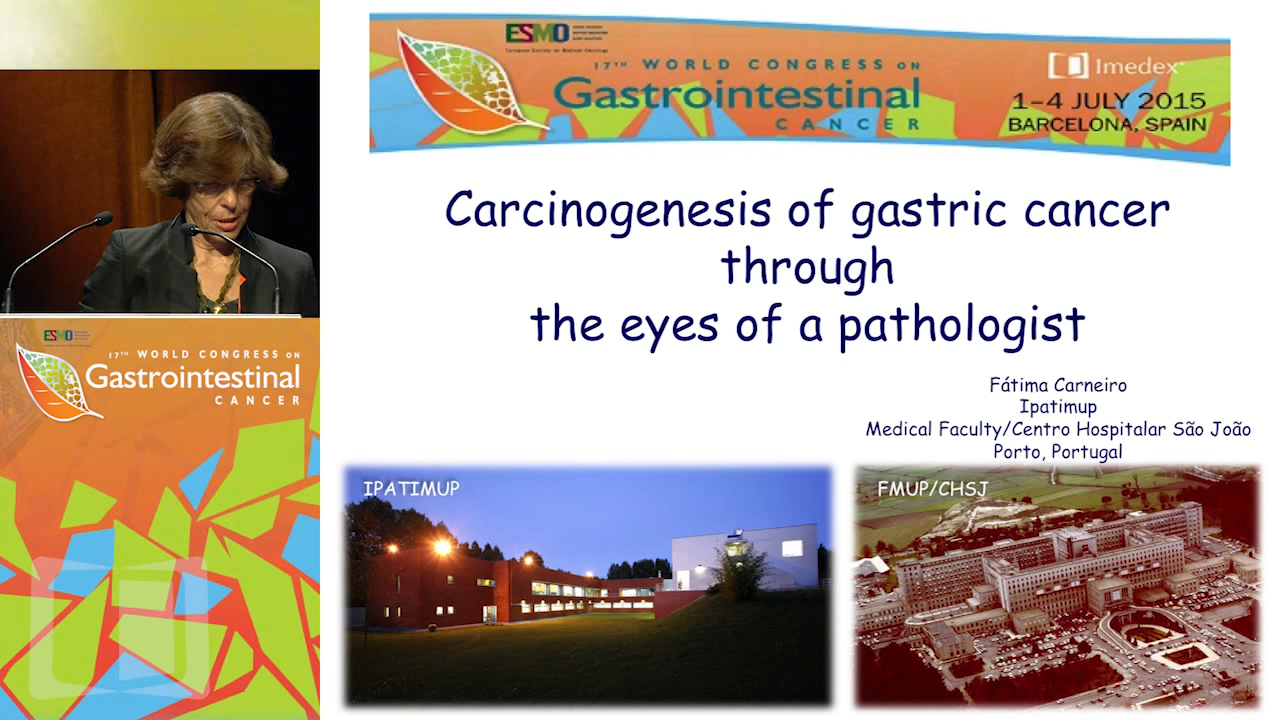 ESMO
European Society for Medical Oncology
17TH WORLD CONGRESS ON
Gastrointestinal
CANCER
Imedex
1–4 JULY 2015
BARCELONA, SPAIN
Carcinogenesis of gastric cancer
through
the eyes of a pathologist
Fátima Carneiro
Ipatimup
Medical Faculty/Centro Hospitalar São João
Porto, Portugal
IPATIMUP
FMUP/CHSJ
ESMO
17TH WORLD CONGRESS ON
Gastrointestinal
CANCER